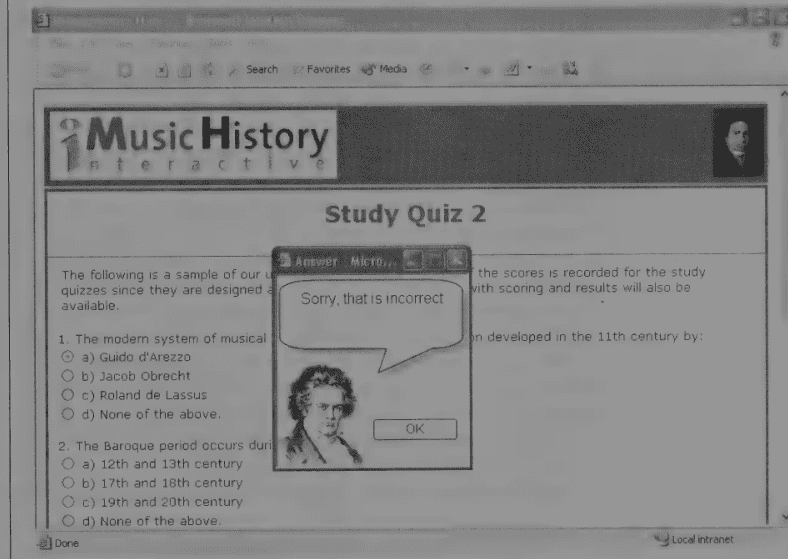 Search Favorites Media
Music History
interactive
Study Quiz 2
Answer - Micro...
The following is a sample of our u the scores is recorded for the study
quizzes since they are designed a with scoring and results will also be
available.
Sorry, that is incorrect
1. The modern system of musical n developed in the 11th century by:
a) Guido d'Arezzo
b) Jacob Obrecht
c) Roland de Lassus
d) None of the above.
OK
2. The Baroque period occurs duri
a) 12th and 13th century
b) 17th and 18th century
c) 19th and 20th century
d) None of the above.
Done Local intranet